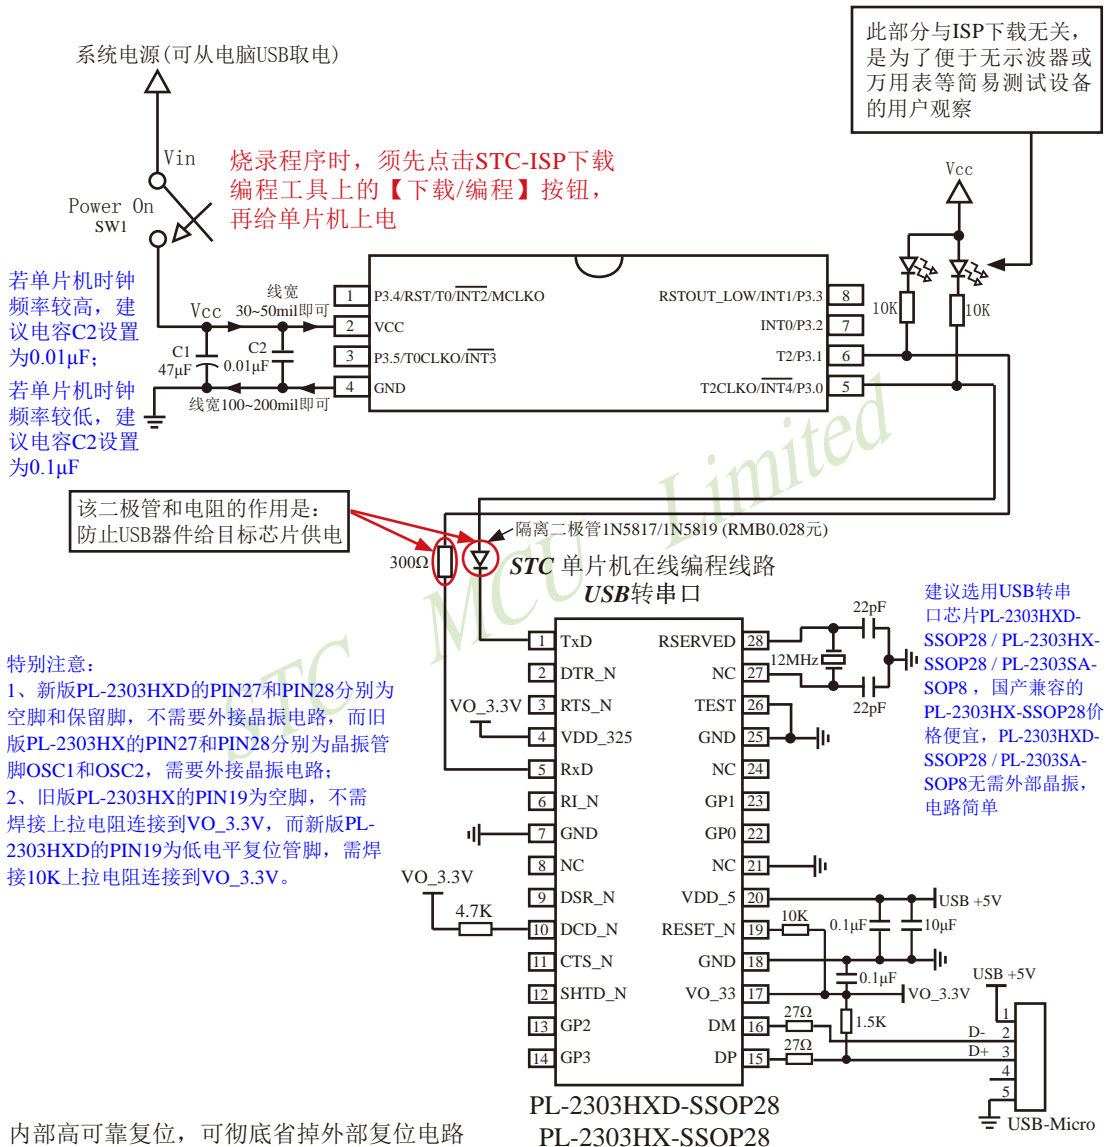 系统电源(可从电脑USB取电)
此部分与ISP下载无关，
是为了便于无示波器或
万用表等简易测试设备
的用户观察
Vin
Power On
SW1
烧录程序时，须先点击STC-ISP下载
编程工具上的【下载/编程】按钮，
再给单片机上电
Vcc
若单片机时钟
频率较高，建
议电容C2设置
为0.01μF；
若单片机时钟
频率较低，建
议电容C2设置
为0.1μF
Vcc
线宽
30~50mil即可
C1
47μF
C2
0.01μF
线宽100~200mil即可
1 P3.4/RST/T0/INT2/MCLKO
2 VCC
3 P3.5/T0CLKO/INT3
4 GND
RSTOUT_LOW/INT1/P3.3 8
INT0/P3.2 7
T2/P3.1 6
T2CLKO/INT4/P3.0 5
10K
10K
该二极管和电阻的作用是：
防止USB器件给目标芯片供电
300Ω
隔离二极管1N5817/1N5819 (RMB0.028元)
STC 单片机在线编程线路
USB转串口
STC MCU Limited
特别注意：
1、新版PL-2303HXD的PIN27和PIN28分别为
空脚和保留脚，不需要外接晶振电路，而旧
版PL-2303HX的PIN27和PIN28分别为晶振管
脚OSC1和OSC2，需要外接晶振电路；
2、旧版PL-2303HX的PIN19为空脚，不需
焊接上拉电阻连接到VO_3.3V，而新版PL-
2303HXD的PIN19为低电平复位管脚，需焊
接10K上拉电阻连接到VO_3.3V。
建议选用USB转串
口芯片PL-2303HXD-
SSOP28 / PL-2303HX-
SSOP28 / PL-2303SA-
SOP8，国产兼容的
PL-2303HX-SSOP28价
格便宜，PL-2303HXD-
SSOP28 / PL-2303SA-
SOP8无需外部晶振，
电路简单
1 TxD
2 DTR_N
3 RTS_N
4 VDD_325
5 RxD
6 RI_N
7 GND
8 NC
9 DSR_N
10 DCD_N
11 CTS_N
12 SHTD_N
13 GP2
14 GP3
RSERVED 28
NC 27
TEST 26
GND 25
NC 24
GP1 23
GP0 22
NC 21
VDD_5 20
RESET_N 19
GND 18
VO_33 17
DM 16
DP 15
VO_3.3V
VO_3.3V
4.7K
22pF
12MHz
22pF
USB +5V
10K
0.1μF
10μF
0.1μF
VO_3.3V
27Ω
1.5K
27Ω
USB +5V
D-
D+
1
2
3
4
5
USB-Micro
PL-2303HXD-SSOP28
PL-2303HX-SSOP28
内部高可靠复位，可彻底省掉外部复位电路